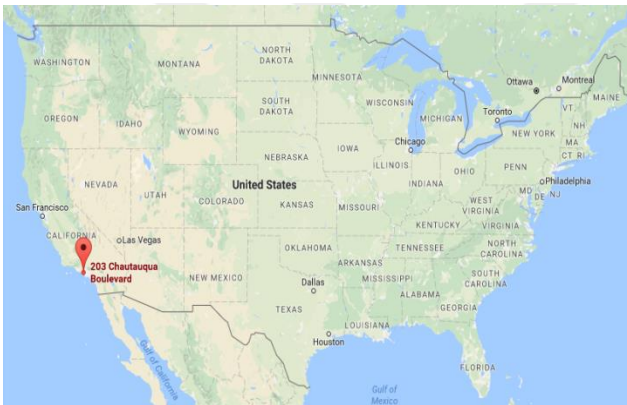 WASHINGTON
MONTANA
NORTH
DAKOTA
MINNESOTA
Ottawa
Montreal
MAINE
OREGON
IDAHO
WYOMING
SOUTH
DAKOTA
WISCONSIN
MICHIGAN
Toronto
VT
NH
NEW YORK
MA
CT RI
NEBRASKA
IOWA
Chicago
ILLINOIS
INDIANA
OHIO
PENN
Philadelphia
MD
DE
NJ
San Francisco
NEVADA
UTAH
COLORADO
United States
KANSAS
MISSOURI
WEST
VIRGINIA
KENTUCKY
VIRGINIA
CALIFORNIA
Las Vegas
203 Chautauqua
Boulevard
NEW MEXICO
OKLAHOMA
ARKANSAS
TENNESSEE
NORTH
CAROLINA
SOUTH
CAROLINA
Dallas
MISSISSIPPI
ALABAMA
GEORGIA
TEXAS
LOUISIANA
Houston
FLORIDA
Gulf of
California
Gulf of
Mexico